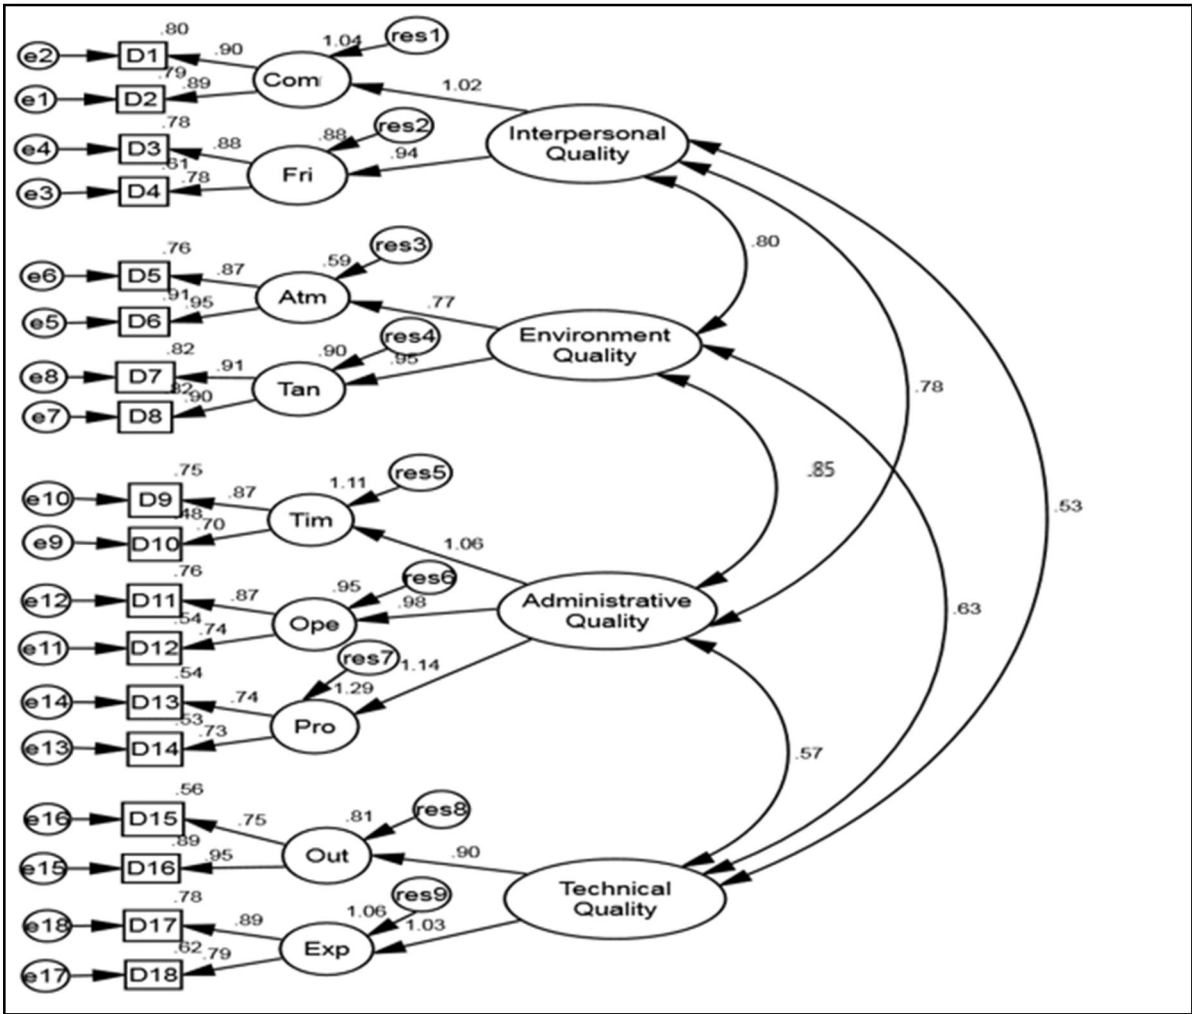 .80
e2 D1 .90 1.04 res1
.79
e1 D2 .89 Com 1.02
.78
e4 D3 .88 .88 res2
.61
e3 D4 .78 Fri .94
Interpersonal
Quality
.80
.76
e6 D5 .87 .59 res3
.91
e5 D6 .95 Atm .77
.82
e8 D7 .91 .90 res4
.82
e7 D8 .90 Tan .95
Environment
Quality
.78
.85
.53
.75
e10 D9 .87 1.11 res5
.48
e9 D10 .70 Tim 1.06
.76
e12 D11 .87 .95 res6
.54
e11 D12 .74 Ope .98
Administrative
Quality
.63
.54
e14 D13 .74 1.29 res7
.53
e13 D14 .73 Pro 1.14
.57
.56
e16 D15 .75 .81 res8
.89
e15 D16 .95 Out .90
.78
e18 D17 .89 1.06 res9
.62
e17 D18 .79 Exp 1.03
Technical
Quality